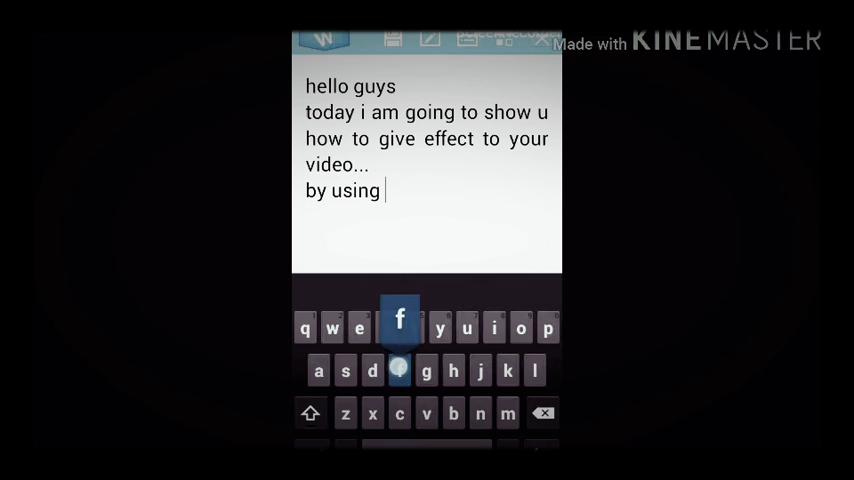 Made with KINEMASTER
W
hello guys
today i am going to show u
how to give effect to your
video...
by using
f
q w e y u i o p
a s d f g h j k l
z x c v b n m